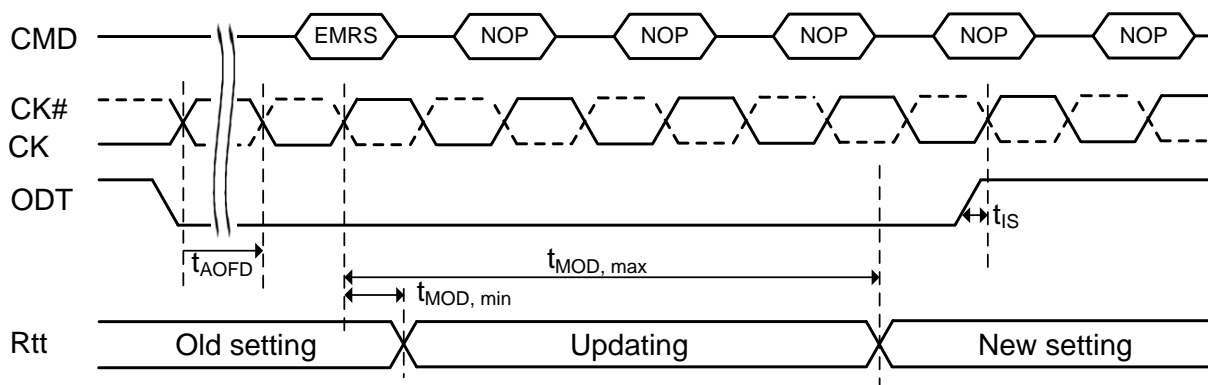 CMD EMRS NOP NOP NOP NOP NOP
CK#
CK
ODT
tIS
tAOFD
tMOD, max
tMOD, min
Rtt Old setting Updating New setting